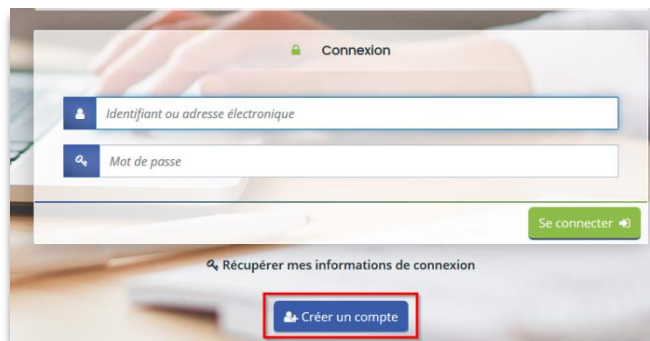 Connexion
Identifiant ou adresse électronique
Mot de passe
Se connecter
Récupérer mes informations de connexion
Créer un compte